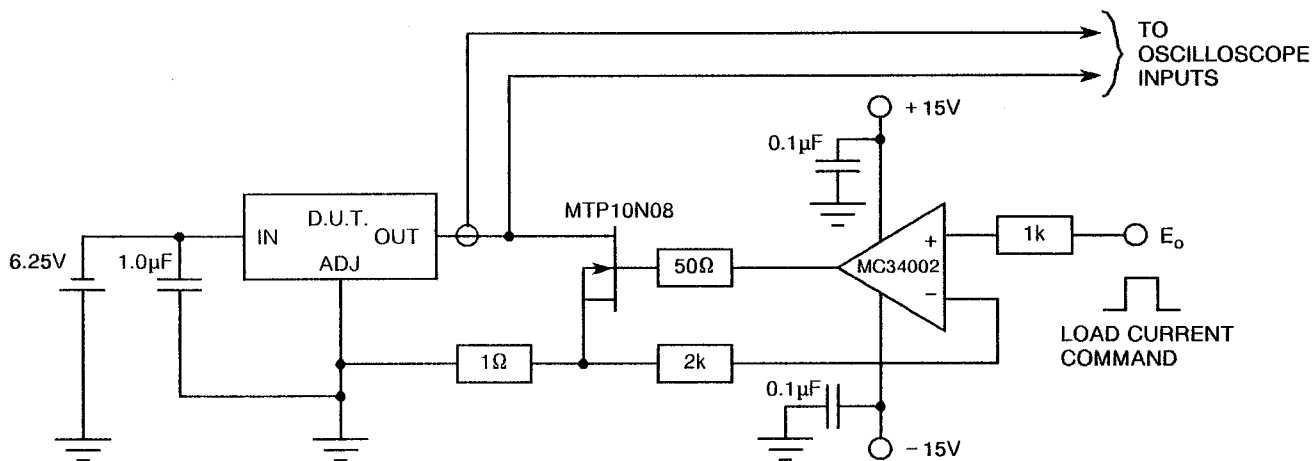 TO
OSCILLOSCOPE
INPUTS
+ 15V
0.1µF
MTP10N08
D.U.T.
IN
OUT
ADJ
6.25V
1.0µF
50Ω
MC34002
+
−
1k
E₀
LOAD CURRENT
COMMAND
1Ω
2k
0.1µF
− 15V